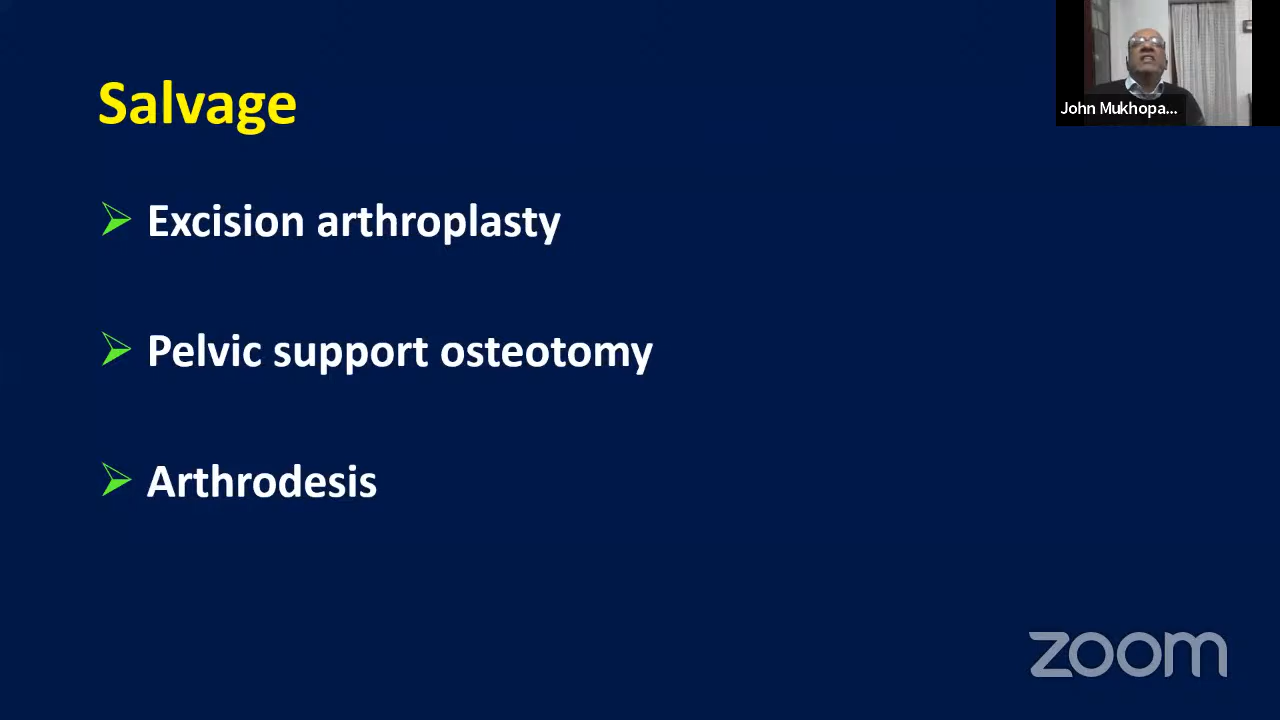 Salvage
John Mukhopa...
Excision arthroplasty
Pelvic support osteotomy
Arthrodesis
zoom